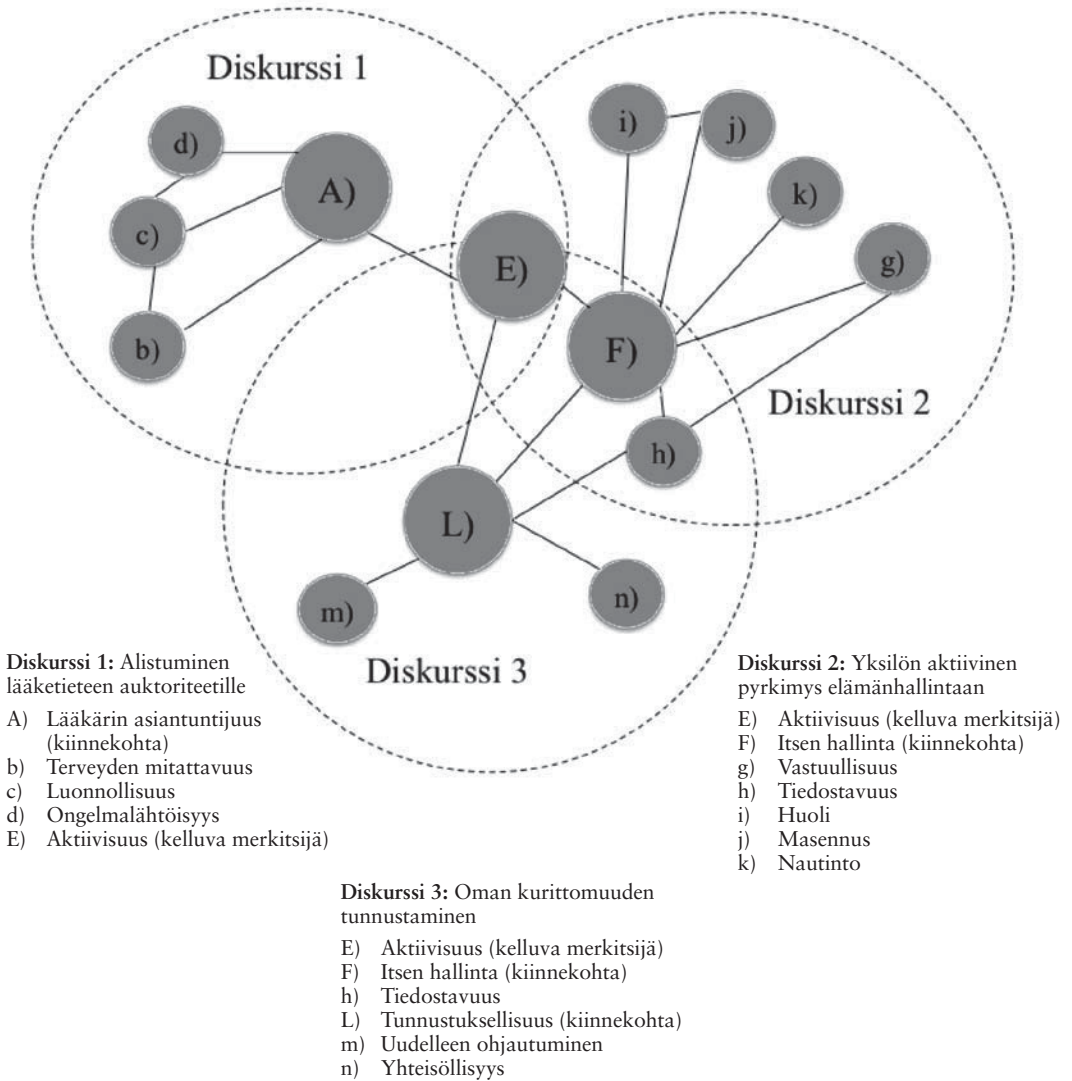 Diskurssi 1
d)
A)
c)
b)
E)
i)
j)
k)
g)
F)
Diskurssi 2
h)
L)
m)
n)
Diskurssi 3
Diskurssi 1: Alistuminen
lääketieteen auktoriteetille
A) Lääkärin asiantuntijuus
(kiinnekohta)
b) Terveyden mitattavuus
c) Luonnollisuus
d) Ongelmalähtöisyys
E) Aktiivisuus (kelluva merkitsijä)
Diskurssi 2: Yksilön aktiivinen
pyrkimys elämänhallintaan
E) Aktiivisuus (kelluva merkitsijä)
F) Itsen hallinta (kiinnekohta)
g) Vastuullisuus
h) Tiedostavuus
i) Huoli
j) Masennus
k) Nautinto
Diskurssi 3: Oman kurittomuuden
tunnustaminen
E) Aktiivisuus (kelluva merkitsijä)
F) Itsen hallinta (kiinnekohta)
h) Tiedostavuus
L) Tunnustuksellisuus (kiinnekohta)
m) Uudelleen ohjautuminen
n) Yhteisöllisyys